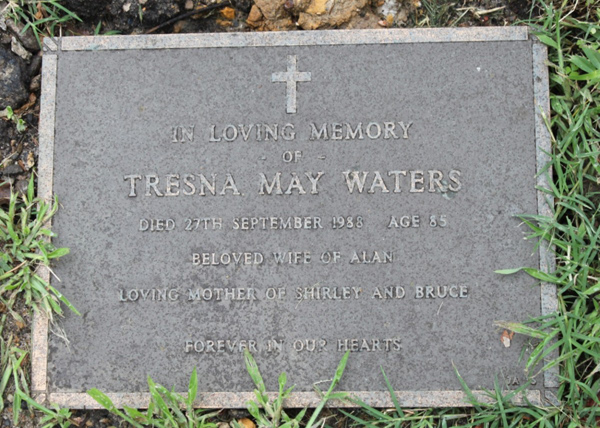 IN LOVING MEMORY
- OF -
TRESNA MAY WATERS
DIED 27TH SEPTEMBER 1988 AGE 85
BELOVED WIFE OF ALAN
LOVING MOTHER OF SHIRLEY AND BRUCE
FOREVER IN OUR HEARTS